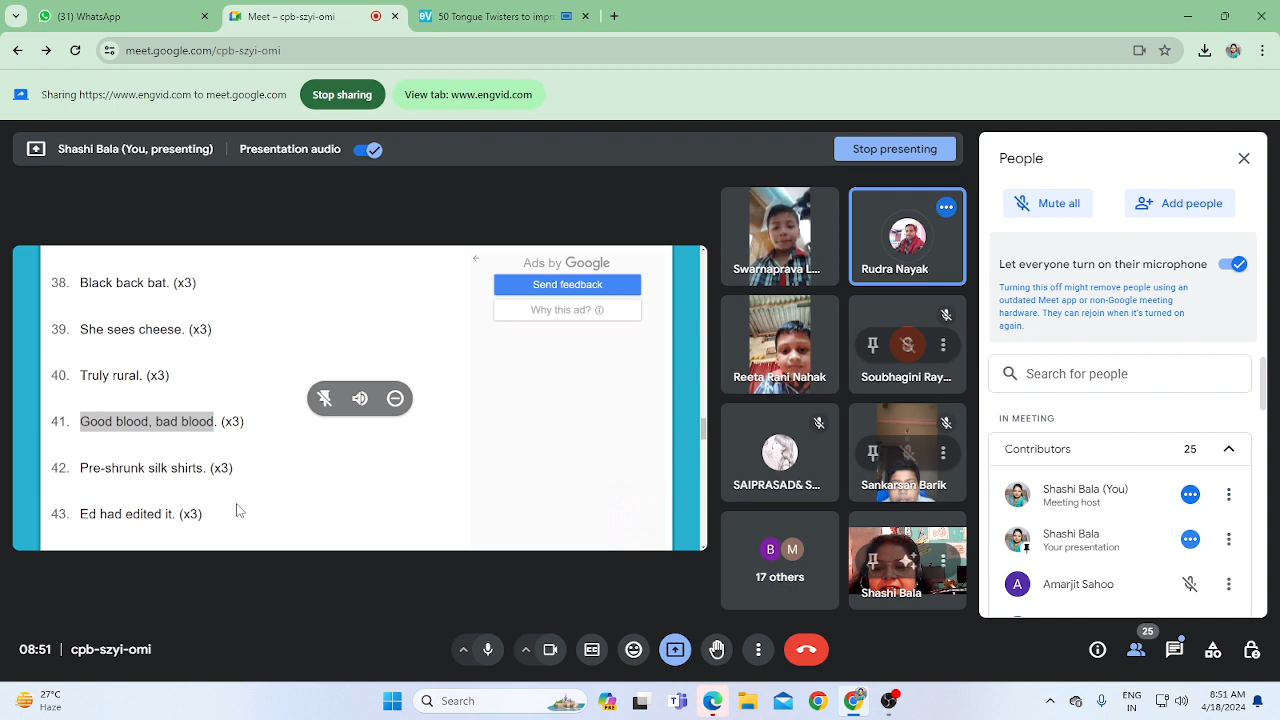 (31) WhatsApp
Meet – cpb-szyi-omi
50 Tongue Twisters to impr
meet.google.com/cpb-szyi-omi
Sharing https://www.engvid.com to meet.google.com
Stop sharing
View tab: www.engvid.com
Shashi Bala (You, presenting)
Presentation audio
Stop presenting
38. Black back bat. (x3)
39. She sees cheese. (x3)
40. Truly rural. (x3)
41. Good blood, bad blood. (x3)
42. Pre-shrunk silk shirts. (x3)
43. Ed had edited it. (x3)
Ads by Google
Send feedback
Why this ad?
Swarnaprava L...
Rudra Nayak
Reeta Rani Nahak
Soubhagini Ray...
SAIPRASAD& S...
Sankarsan Barik
B M
17 others
Shashi Bala
People
Mute all
Add people
Let everyone turn on their microphone
Turning this off might remove people using an
outdated Meet app or non-Google meeting
hardware. They can rejoin when it's turned on
again.
Search for people
IN MEETING
Contributors 25
Shashi Bala (You)
Meeting host
Shashi Bala
Your presentation
A Amarjit Sahoo
08:51 | cpb-szyi-omi
25
27°C
Haze
Search
ENG
IN
8:51 AM
4/18/2024